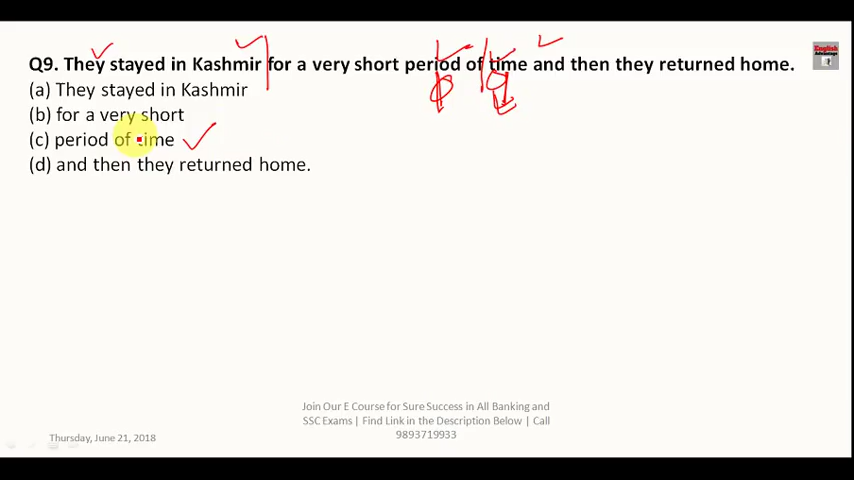 English
Advantage
Q9. They stayed in Kashmir for a very short period of time and then they returned home.
(a) They stayed in Kashmir
(b) for a very short
(c) period of time
(d) and then they returned home.
Join Our E Course for Sure Success in All Banking and
SSC Exams | Find Link in the Description Below | Call
9893719933
Thursday, June 21, 2018